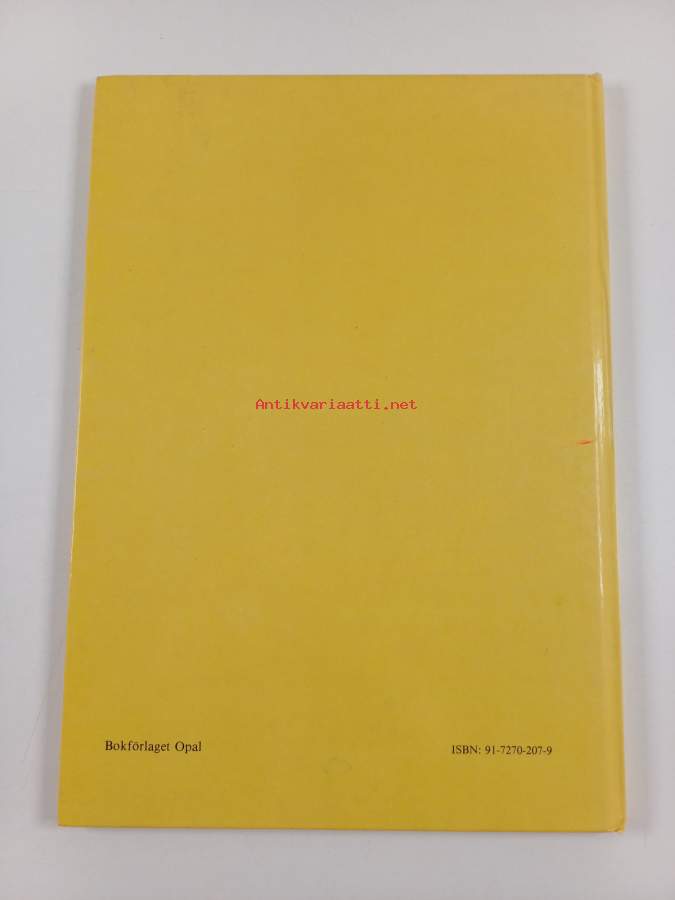 Antikvariaatti.net
Bokförlaget Opal
ISBN: 91-7270-207-9